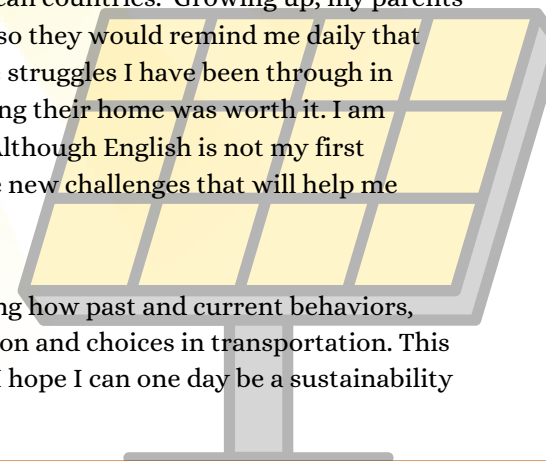 can countries. Growing up, my parents
so they would remind me daily that
struggles I have been through in
ng their home was worth it. I am
Although English is not my first
new challenges that will help me
ng how past and current behaviors,
on and choices in transportation. This
I hope I can one day be a sustainability